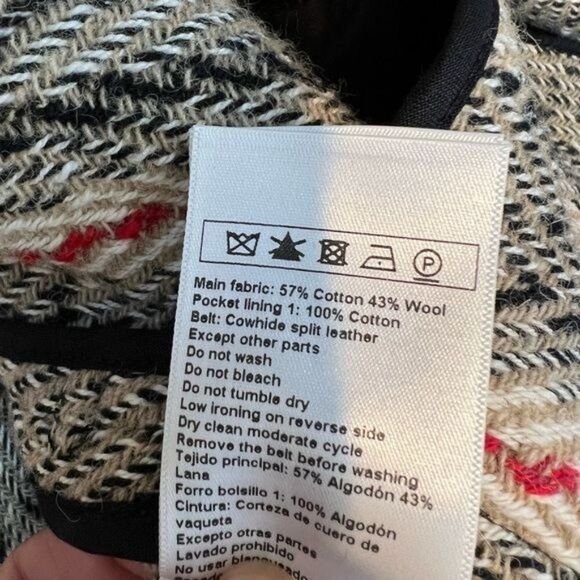 P
Main fabric: 57% Cotton 43% Wool
Pocket lining 1: 100% Cotton
Belt: Cowhide split leather
Except other parts
Do not wash
Do not bleach
Do not tumble dry
Low ironing on reverse side
Dry clean moderate cycle
Remove the belt before washing
Tejido principal: 57% Algodón 43%
Lana
Forro bolsillo 1: 100% Algodón
Cintura: Corteza de cuero de
vaqueta
Excepto otras partes
Lavado prohibido
No usar blanqueador